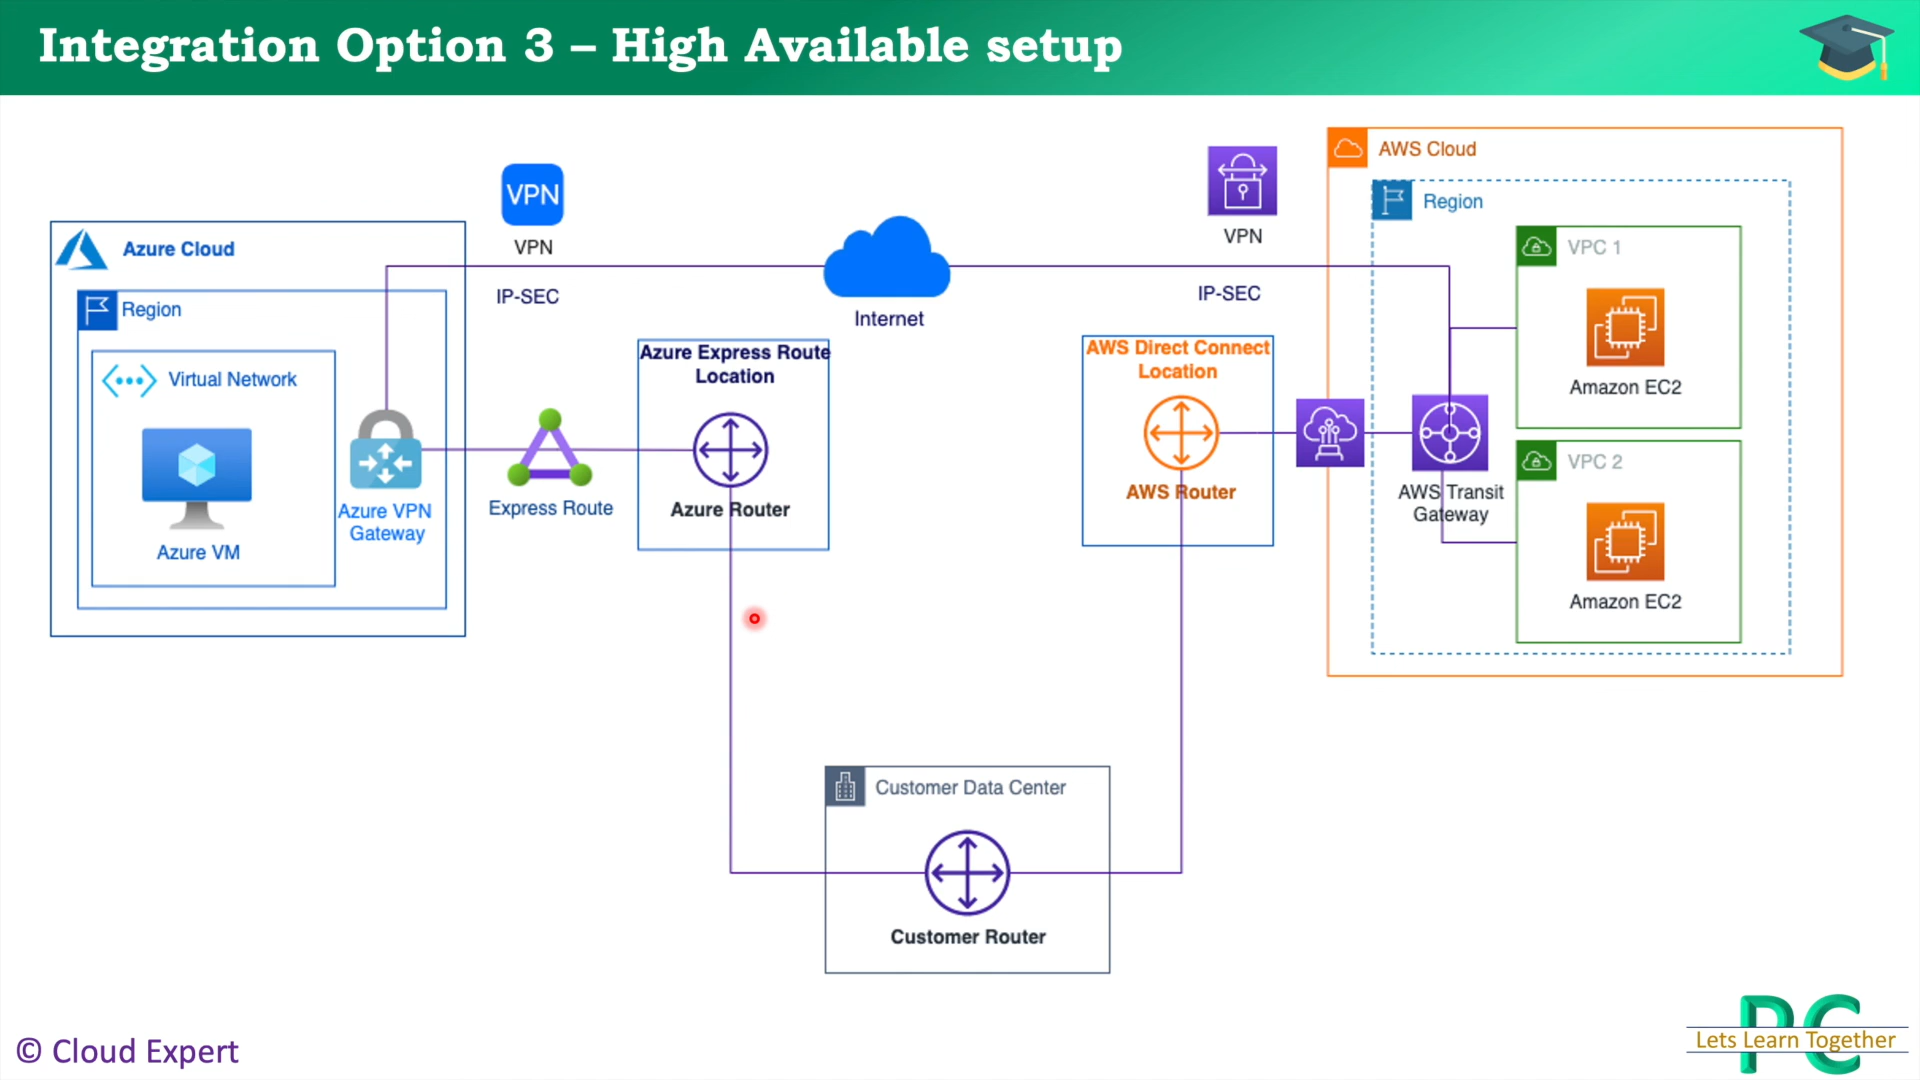 Integration Option 3 – High Available setup
VPN
VPN
IP-SEC
Internet
VPN
IP-SEC
Azure Cloud
Region
Virtual Network
Azure VM
Azure VPN
Gateway
Express Route
Azure Express Route
Location
Azure Router
AWS Direct Connect
Location
AWS Router
AWS Cloud
Region
VPC 1
Amazon EC2
AWS Transit
Gateway
VPC 2
Amazon EC2
Customer Data Center
Customer Router
© Cloud Expert
PC
Lets Learn Together